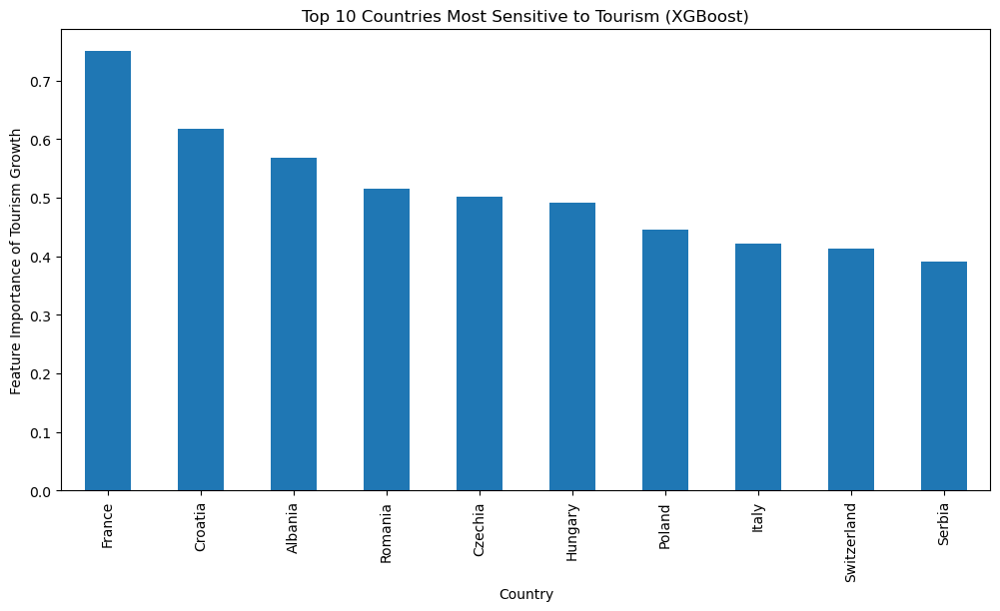 Top 10 Countries Most Sensitive to Tourism (XGBoost)
Feature Importance of Tourism Growth
0.7
0.6
0.5
0.4
0.3
0.2
0.1
0.0
France
Croatia
Albania
Romania
Czechia
Hungary
Poland
Italy
Switzerland
Serbia
Country